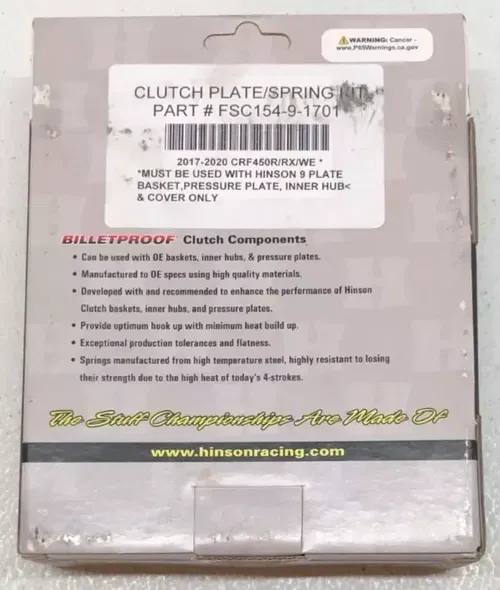 WARNING: Cancer -
www.P65Warnings.ca.gov
CLUTCH PLATE/SPRING KIT
PART # FSC154-9-1701
2017-2020 CRF450R/RX/WE *
*MUST BE USED WITH HINSON 9 PLATE
BASKET,PRESSURE PLATE, INNER HUB<
& COVER ONLY
BILLETPROOF Clutch Components
• Can be used with OE baskets, inner hubs, & pressure plates.
• Manufactured to OE specs using high quality materials.
• Developed with and recommended to enhance the performance of Hinson
Clutch baskets, inner hubs, and pressure plates.
• Provide optimum hook up with minimum heat build up.
• Exceptional production tolerances and flatness.
• Springs manufactured from high temperature steel, highly resistant to losing
their strength due to the high heat of today's 4-strokes.
The Stuff Championships Are Made Of
www.hinsonracing.com